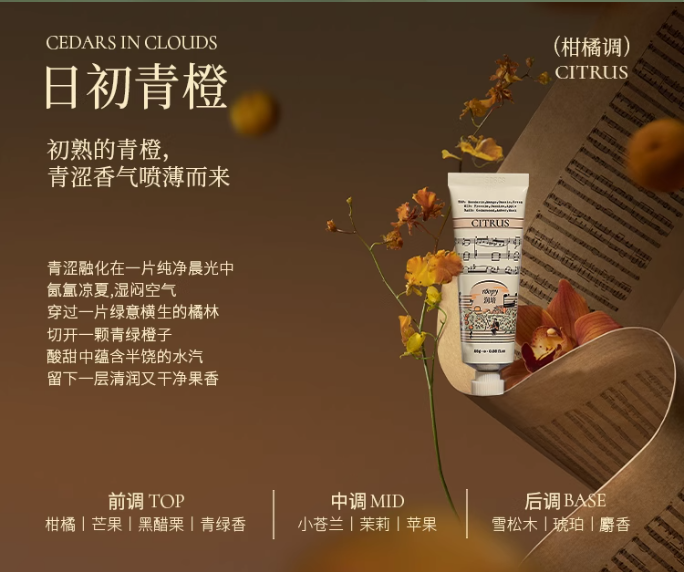 CEDARS IN CLOUDS
日初青橙
（柑橘调）
CITRUS
初熟的青橙，
青涩香气喷薄而来
青涩融化在一片纯净晨光中
氤氲凉夏,湿闷空气
穿过一片绿意横生的橘林
切开一颗青绿橙子
酸甜中蕴含半饶的水汽
留下一层清润又干净果香
CITRUS
润培
前调 TOP
柑橘｜芒果｜黑醋栗｜青绿香
中调 MID
小苍兰｜茉莉｜苹果
后调 BASE
雪松木｜琥珀｜麝香